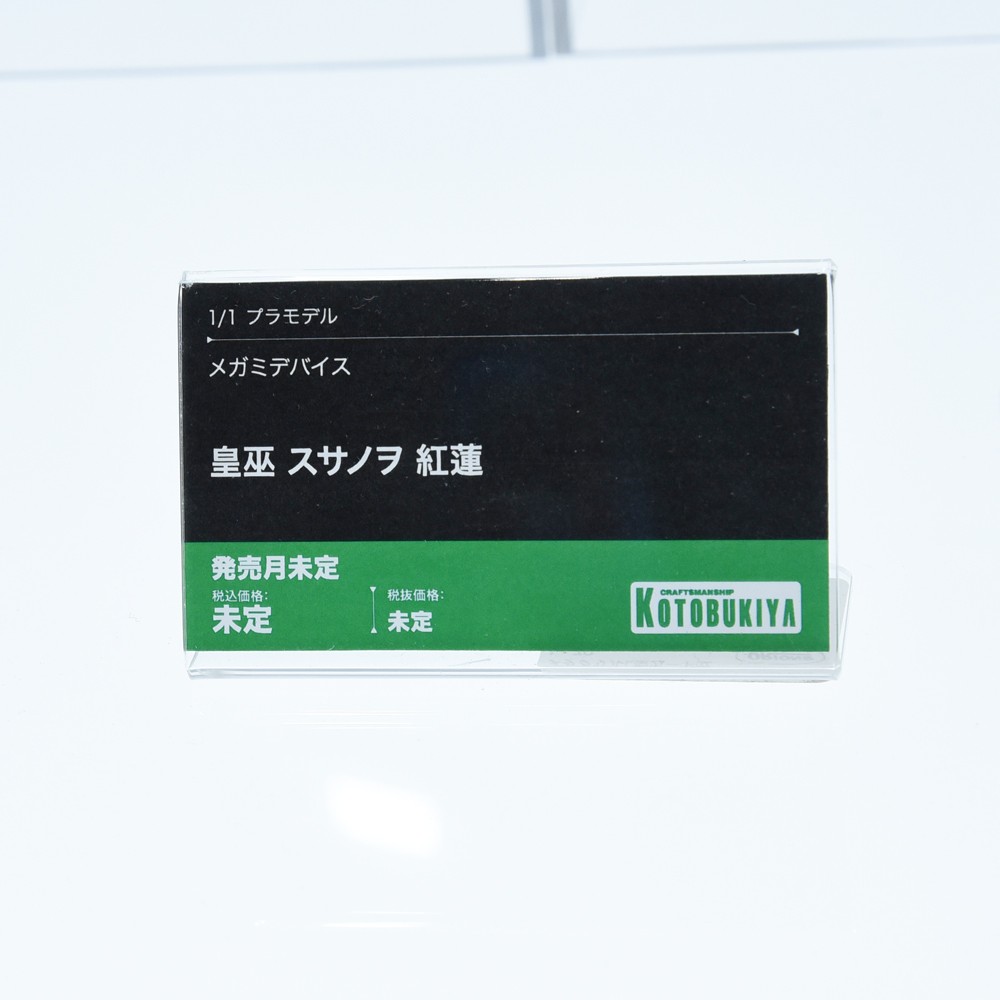 1/1 プラモデル
メガミデバイス
皇巫 スサノヲ 紅蓮
発売月未定
税込価格:
未定
税抜価格:
未定
CRAFTSMANSHIP
KOTOBUKIYA